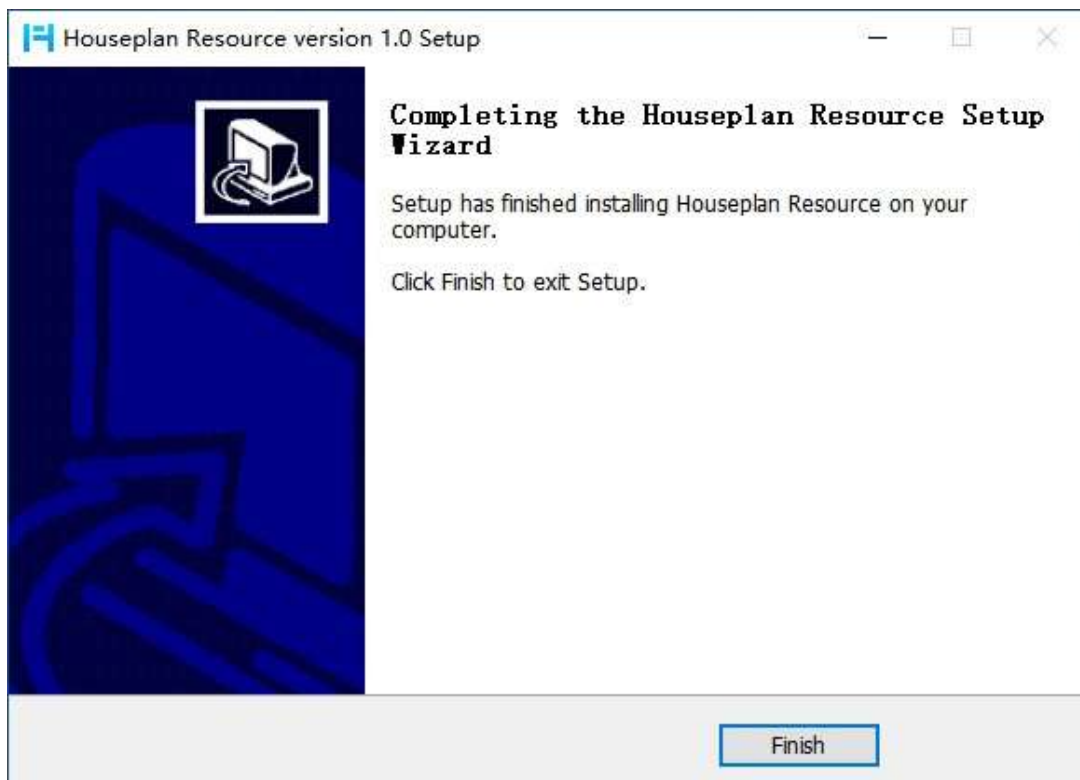 Houseplan Resource version 1.0 Setup
Completing the Houseplan Resource Setup
Wizard
Setup has finished installing Houseplan Resource on your
computer.
Click Finish to exit Setup.
Finish